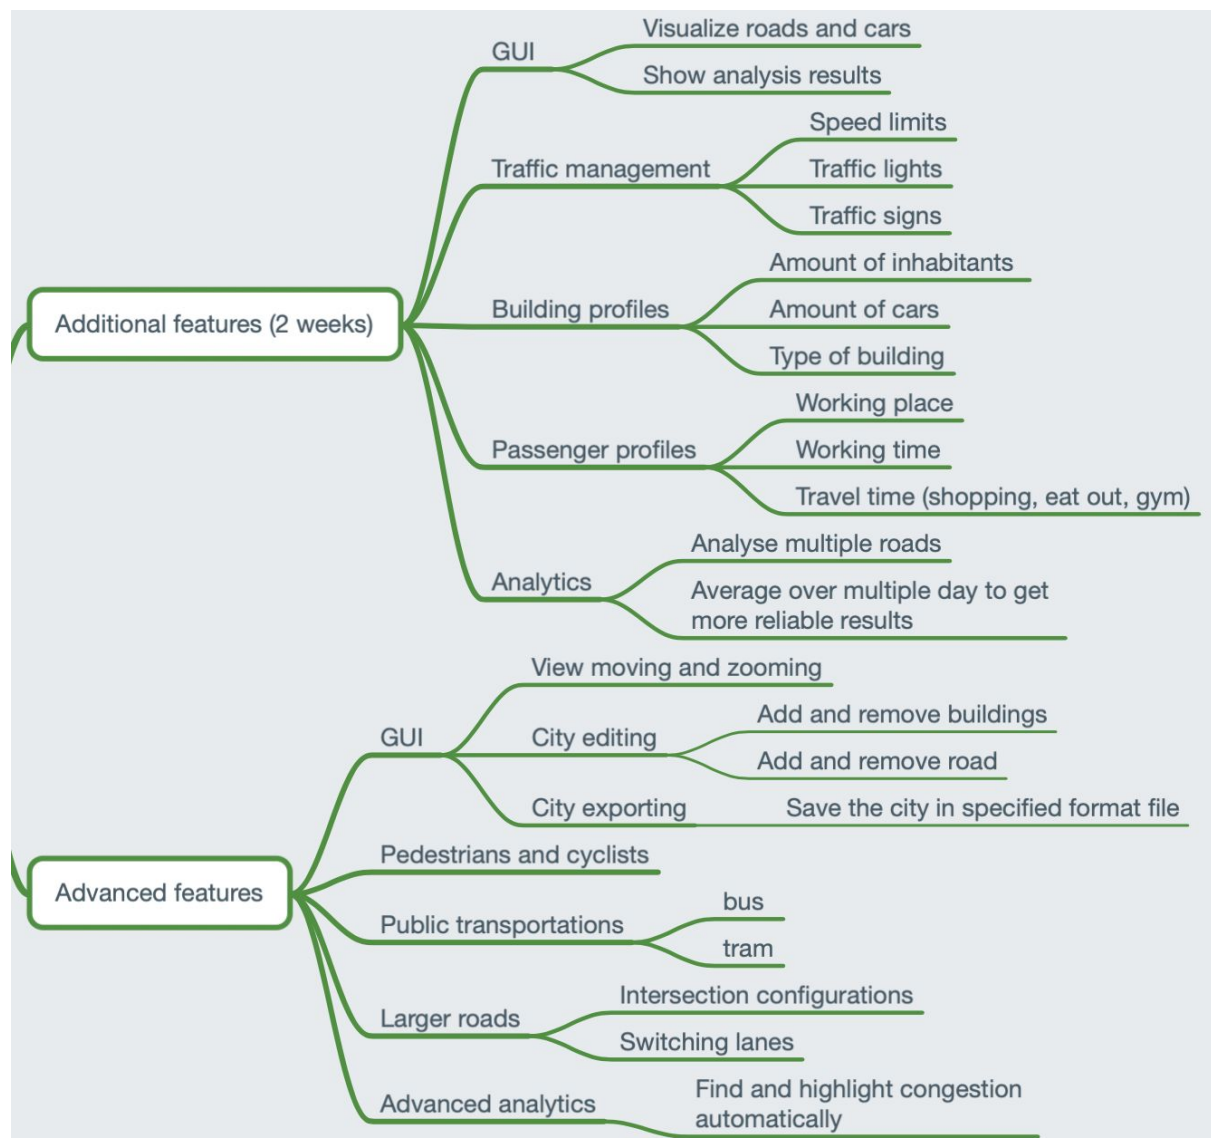 Additional features (2 weeks)
GUI
Visualize roads and cars
Show analysis results
Traffic management
Speed limits
Traffic lights
Traffic signs
Building profiles
Amount of inhabitants
Amount of cars
Type of building
Passenger profiles
Working place
Working time
Travel time (shopping, eat out, gym)
Analytics
Analyse multiple roads
Average over multiple day to get
more reliable results
Advanced features
GUI
View moving and zooming
City editing
Add and remove buildings
Add and remove road
City exporting
Save the city in specified format file
Pedestrians and cyclists
Public transportations
bus
tram
Larger roads
Intersection configurations
Switching lanes
Advanced analytics
Find and highlight congestion
automatically